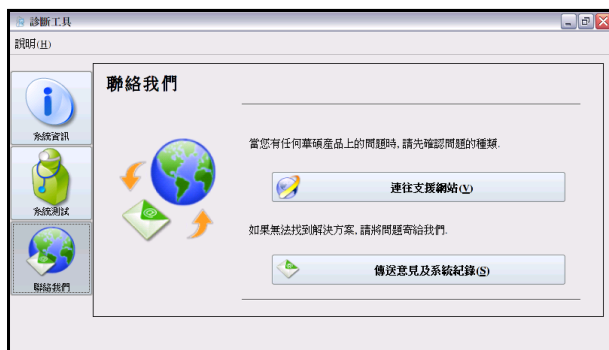 診斷工具
說明(H)
系統資訊
系統測試
聯絡我們
聯絡我們
當您有任何華碩產品上的問題時, 請先確認問題的種類.
連往支援網站(V)
如果無法找到解決方案, 請將問題寄給我們.
傳送意見及系統紀錄(S)